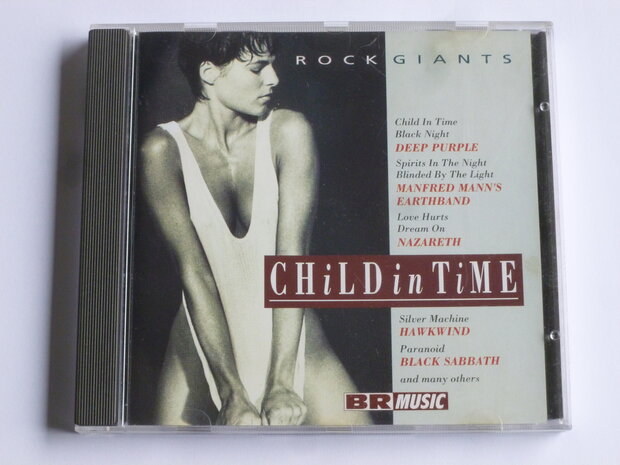 ROCK GIANTS
Child In Time
Black Night
DEEP PURPLE
Spirits In The Night
Blinded By The Light
MANFRED MANN'S
EARTHBAND
Love Hurts
Dream On
NAZARETH
CHiLD in TiME
Silver Machine
HAWKWIND
Paranoid
BLACK SABBATH
and many others
BR MUSIC